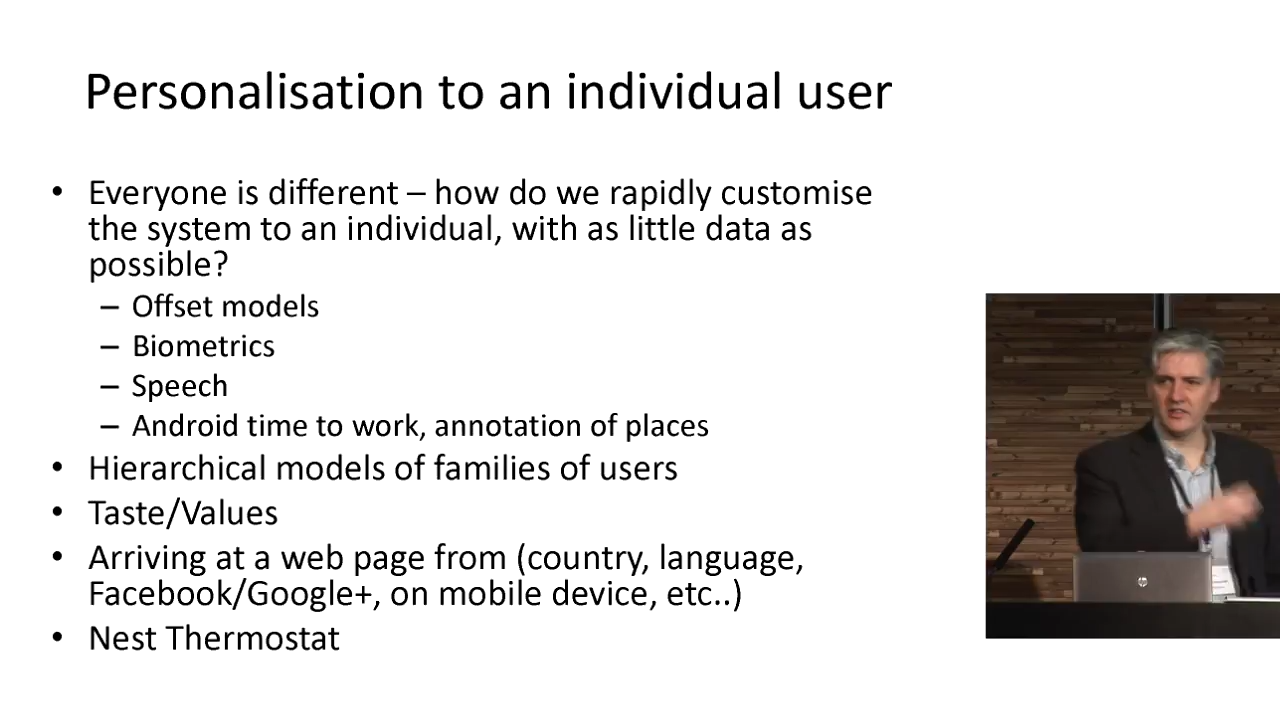 Personalisation to an individual user
• Everyone is different – how do we rapidly customise
the system to an individual, with as little data as
possible?
– Offset models
– Biometrics
– Speech
– Android time to work, annotation of places
• Hierarchical models of families of users
• Taste/Values
• Arriving at a web page from (country, language,
Facebook/Google+, on mobile device, etc..)
• Nest Thermostat
hp